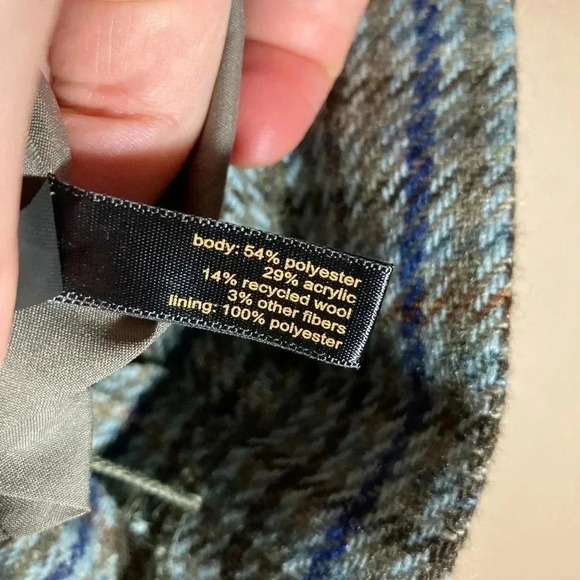 body: 54% polyester
29% acrylic
14% recycled wool
3% other fibers
lining: 100% polyester